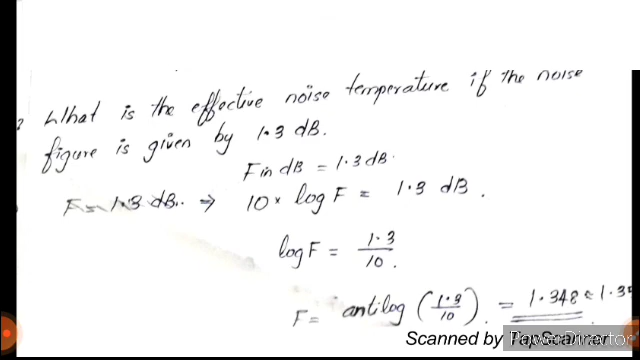 What is the effective noise temperature if the noise
figure is given by 1.3 dB.
F in dB = 1.3 dB.
F = 1.3 dB.. ⇒ 10 × log F = 1.3 dB.
log F = 1.3/10.
F = antilog (1.3/10). = 1.348 ≈
Scanned by TapScanner
PowerDirector